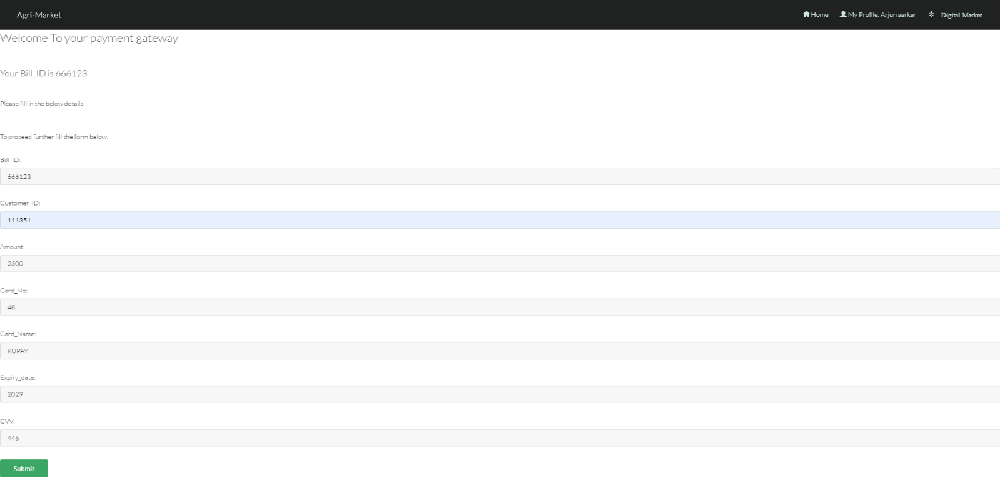 Agri-Market
Home My Profile: Arjun sarkar Digital-Market
Welcome To your payment gateway
Your Bill_ID is 666123
Please fill in the below details
To proceed further fill the form below.
Bill_ID:
666123
Customer_ID:
111351
Amount:
2300
Card_No:
48
Card_Name:
RUPAY
Expiry_date:
2029
CVV:
446
Submit